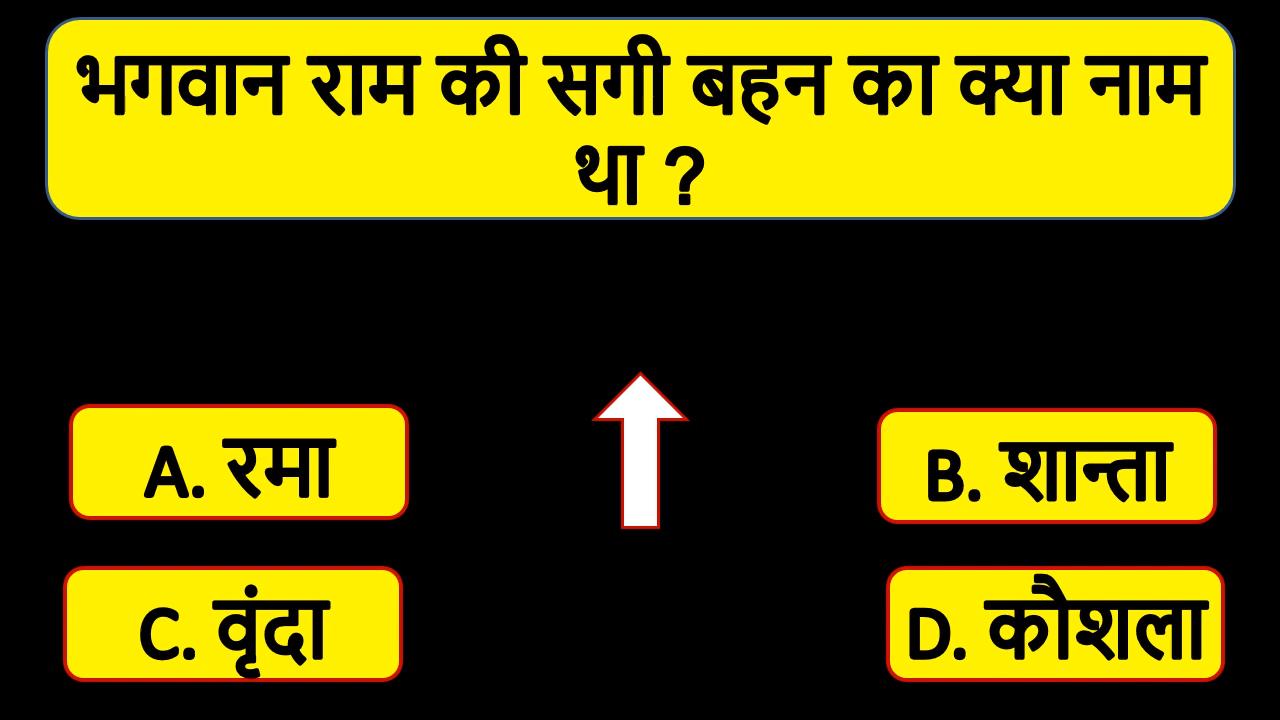 भगवान राम की सगी बहन का क्या नाम
था ?
A. रमा
B. शान्ता
C. वृंदा
D. कौशला